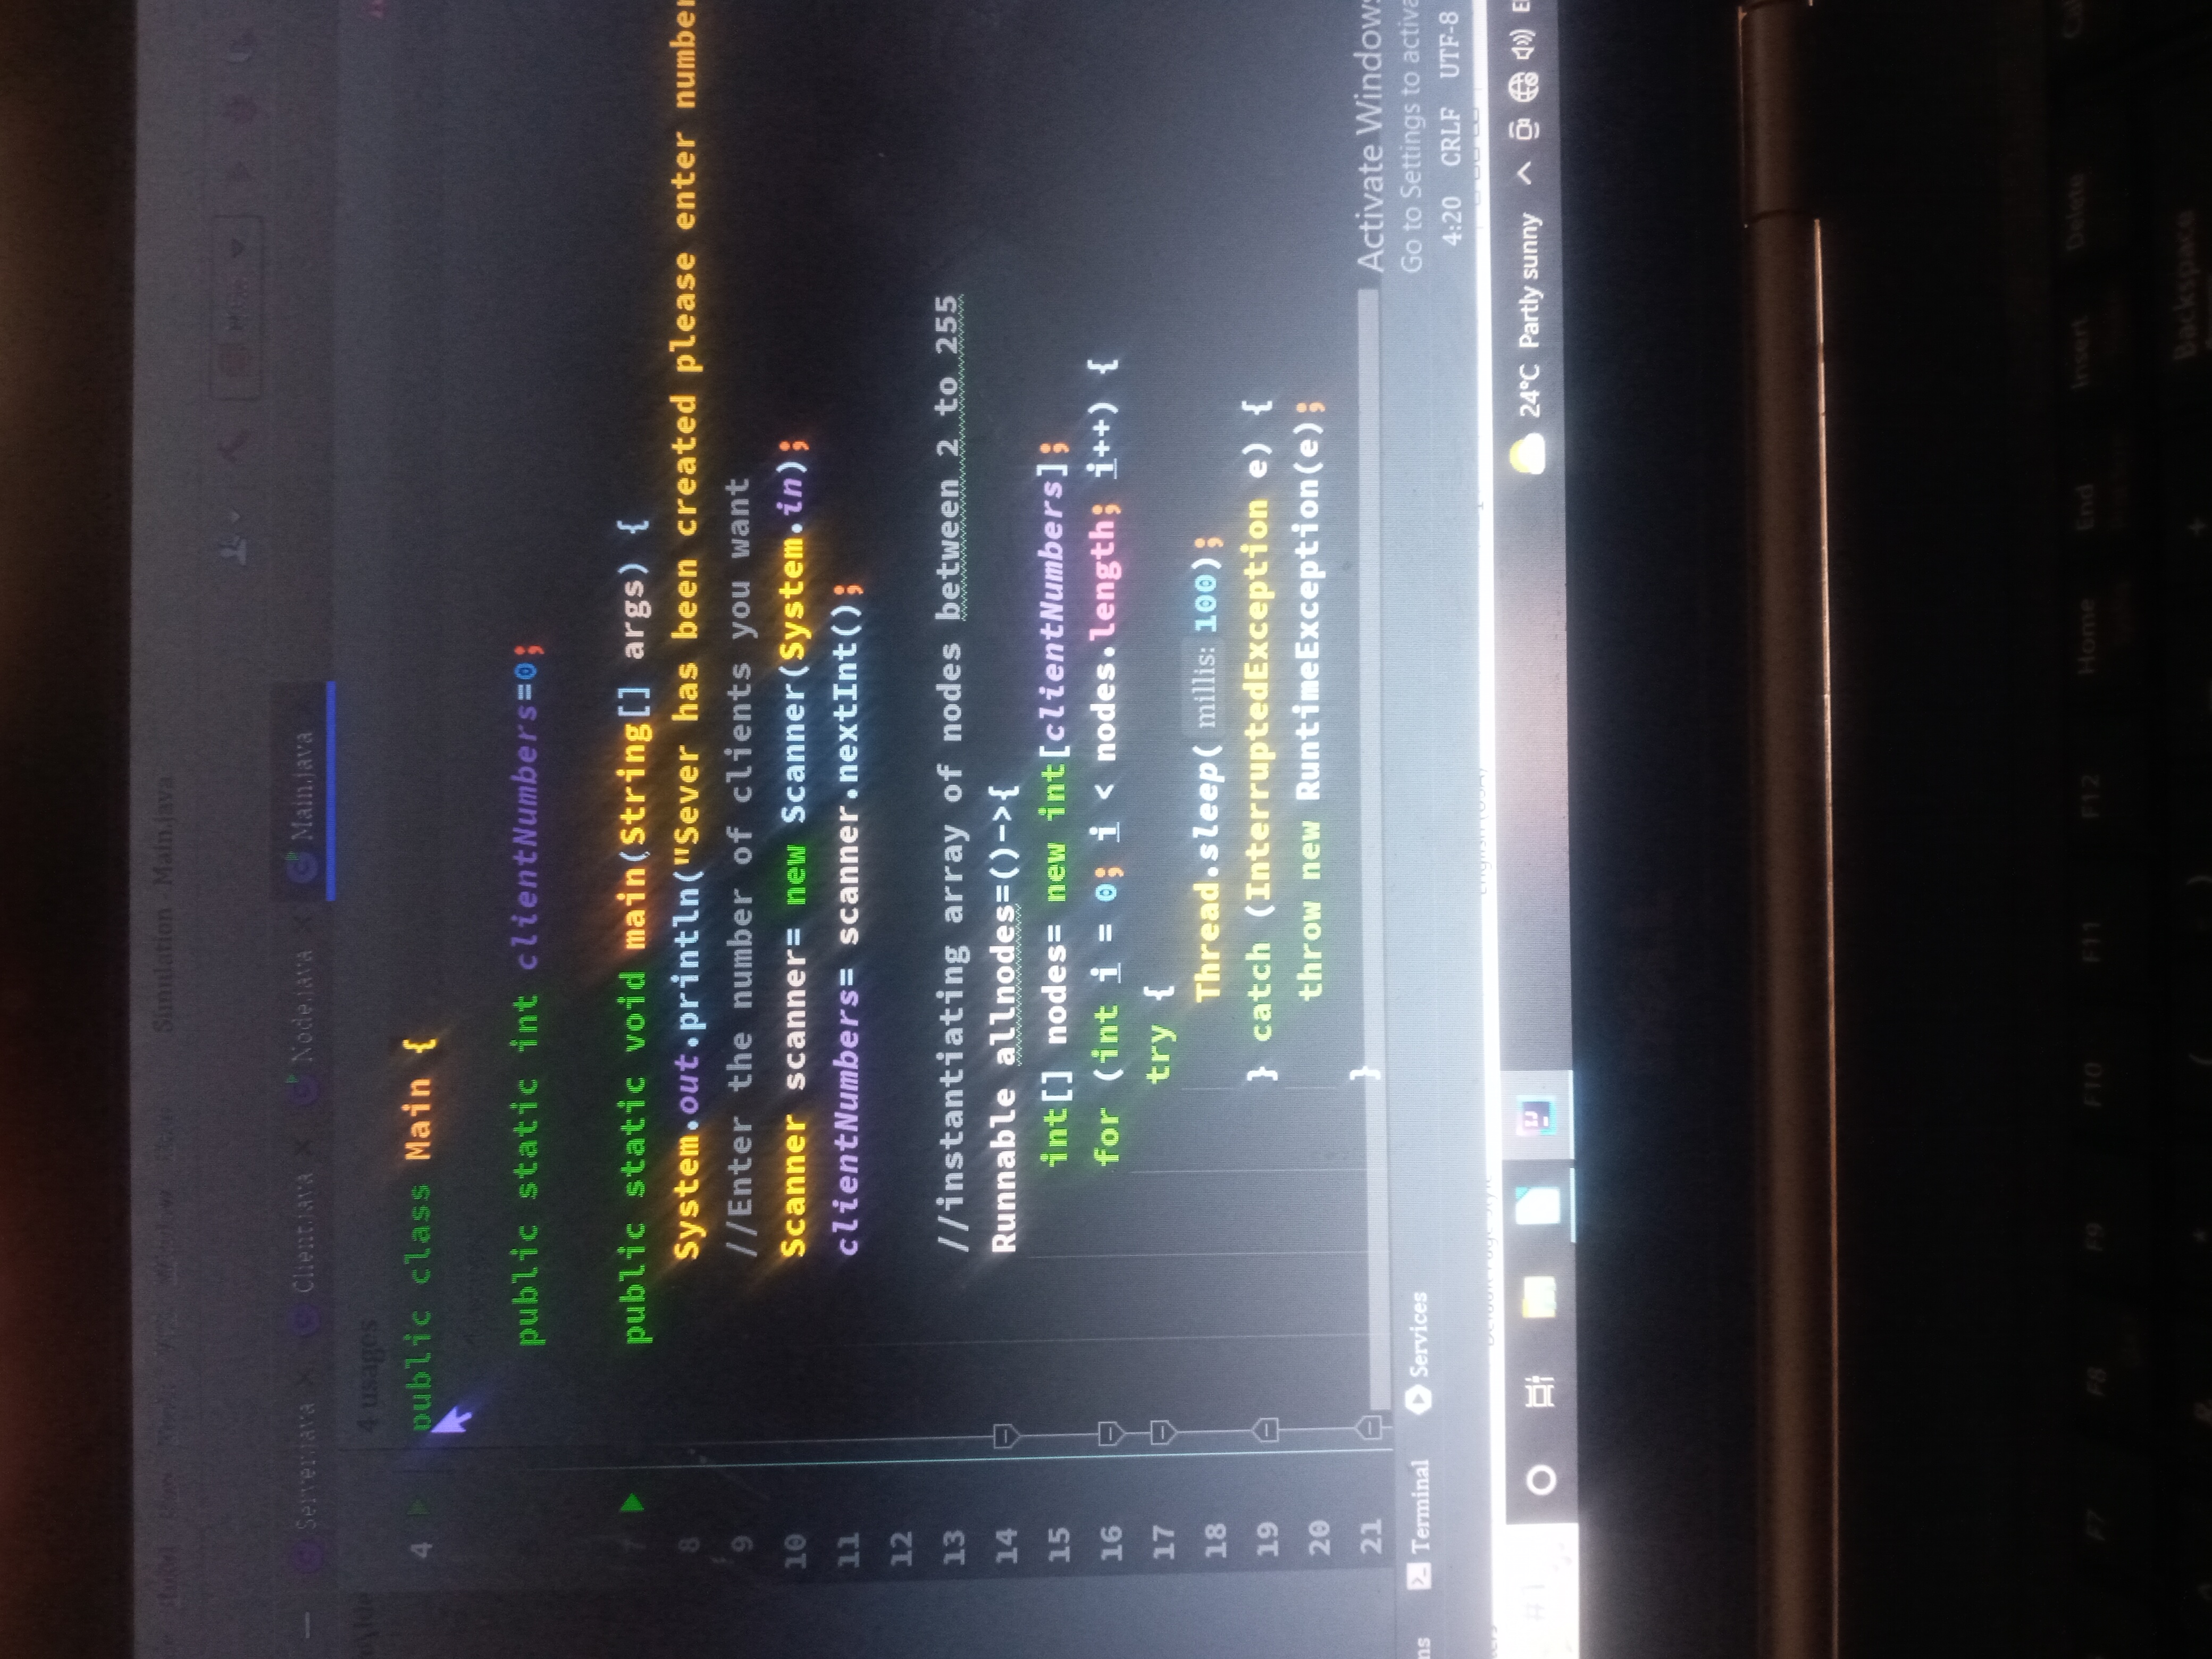 Simulation - Main.java
Server.java Client.java Node.java Main.java
4 usages
4 public class Main {
public static int clientNumbers=0;
7 public static void main(String[] args) {
8 System.out.println("Sever has been created please enter number
9 //Enter the number of clients you want
10 Scanner scanner= new Scanner(System.in);
11 clientNumbers= scanner.nextInt();
12
13 //instantiating array of nodes between 2 to 255
14 Runnable allnodes=()->{
15 int[] nodes= new int[clientNumbers];
16 for (int i = 0; i < nodes.length; i++) {
17 try {
18 Thread.sleep( millis: 100);
19 } catch (InterruptedException e) {
20 throw new RuntimeException(e);
21 }
Activate Windows
Terminal Services
Go to Settings to activa
4:20 CRLF UTF-8
24°C Partly sunny
F7 F8 F9 F10 F11 F12 Home End Insert Delete
Backspace